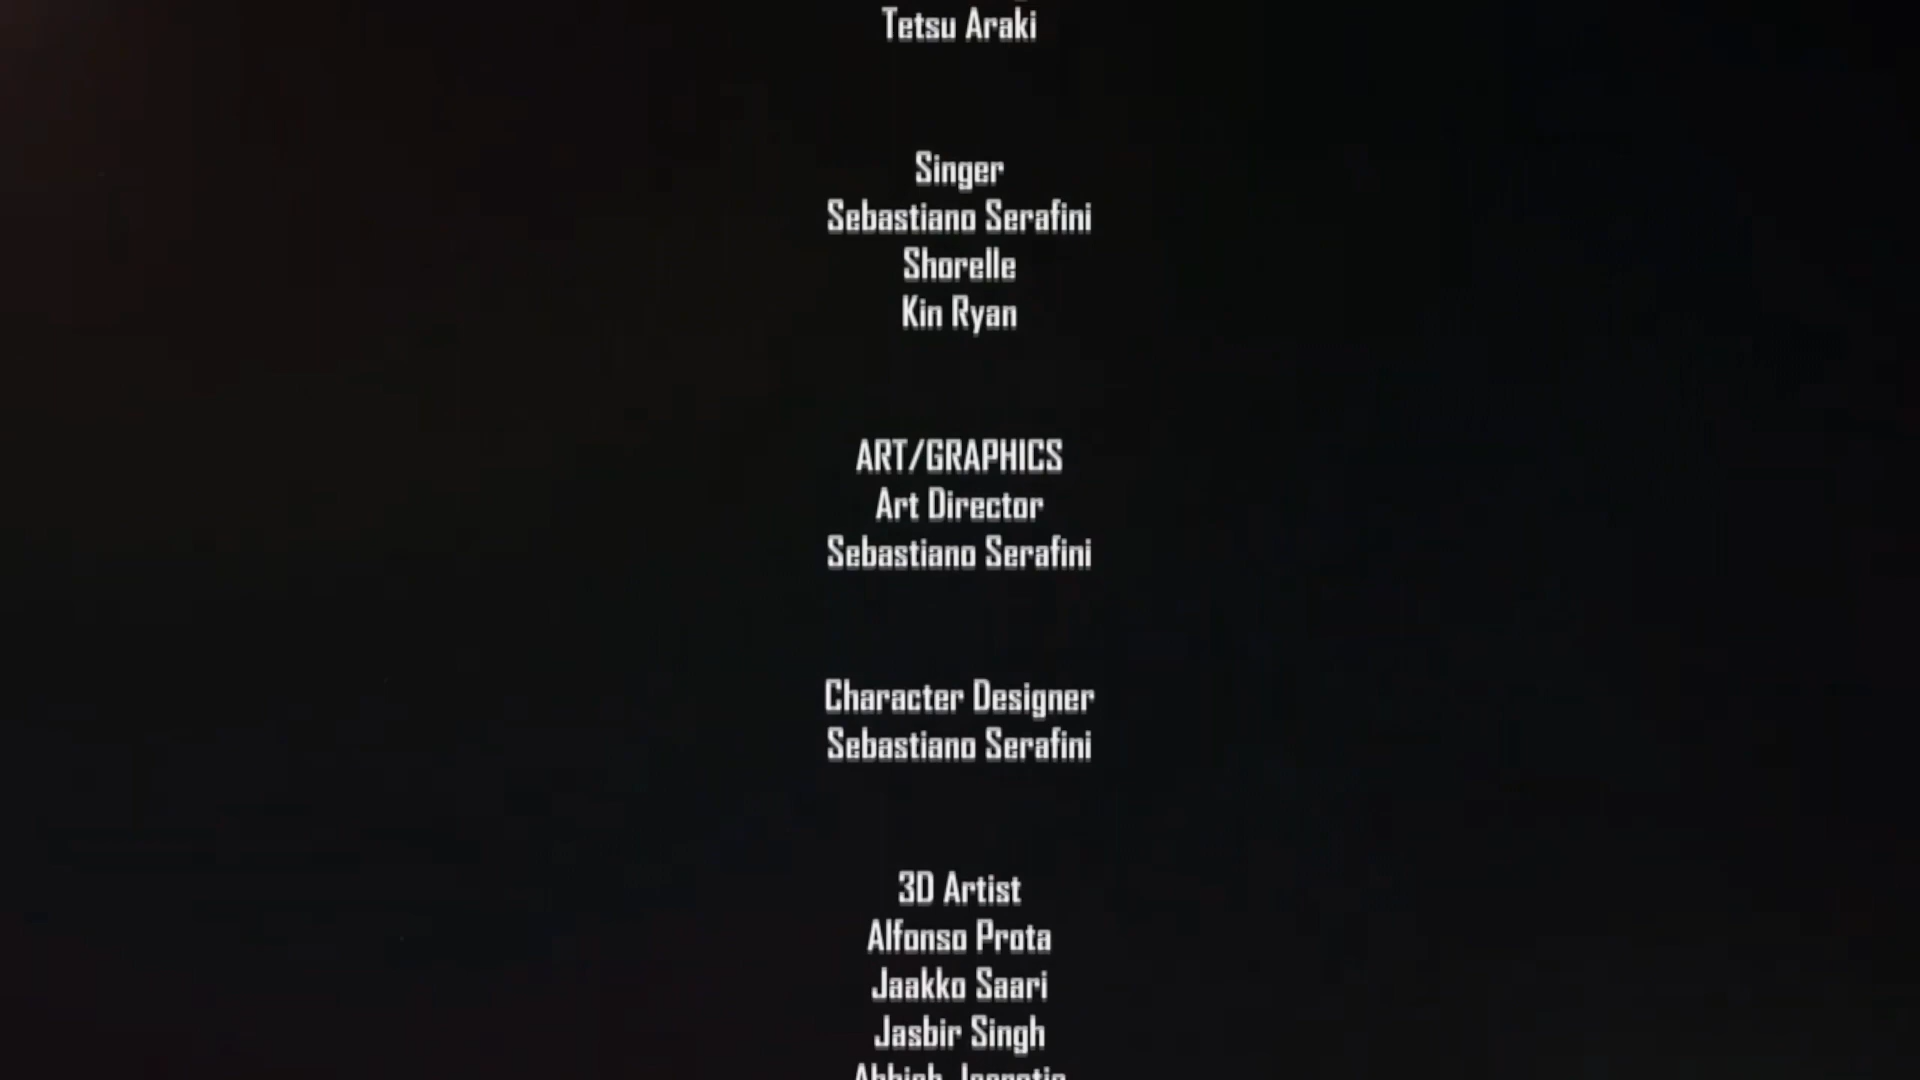 Tetsu Araki
Singer
Sebastiano Serafini
Shorelle
Kin Ryan
ART/GRAPHICS
Art Director
Sebastiano Serafini
Character Designer
Sebastiano Serafini
3D Artist
Alfonso Prota
Jaakko Saari
Jasbir Singh